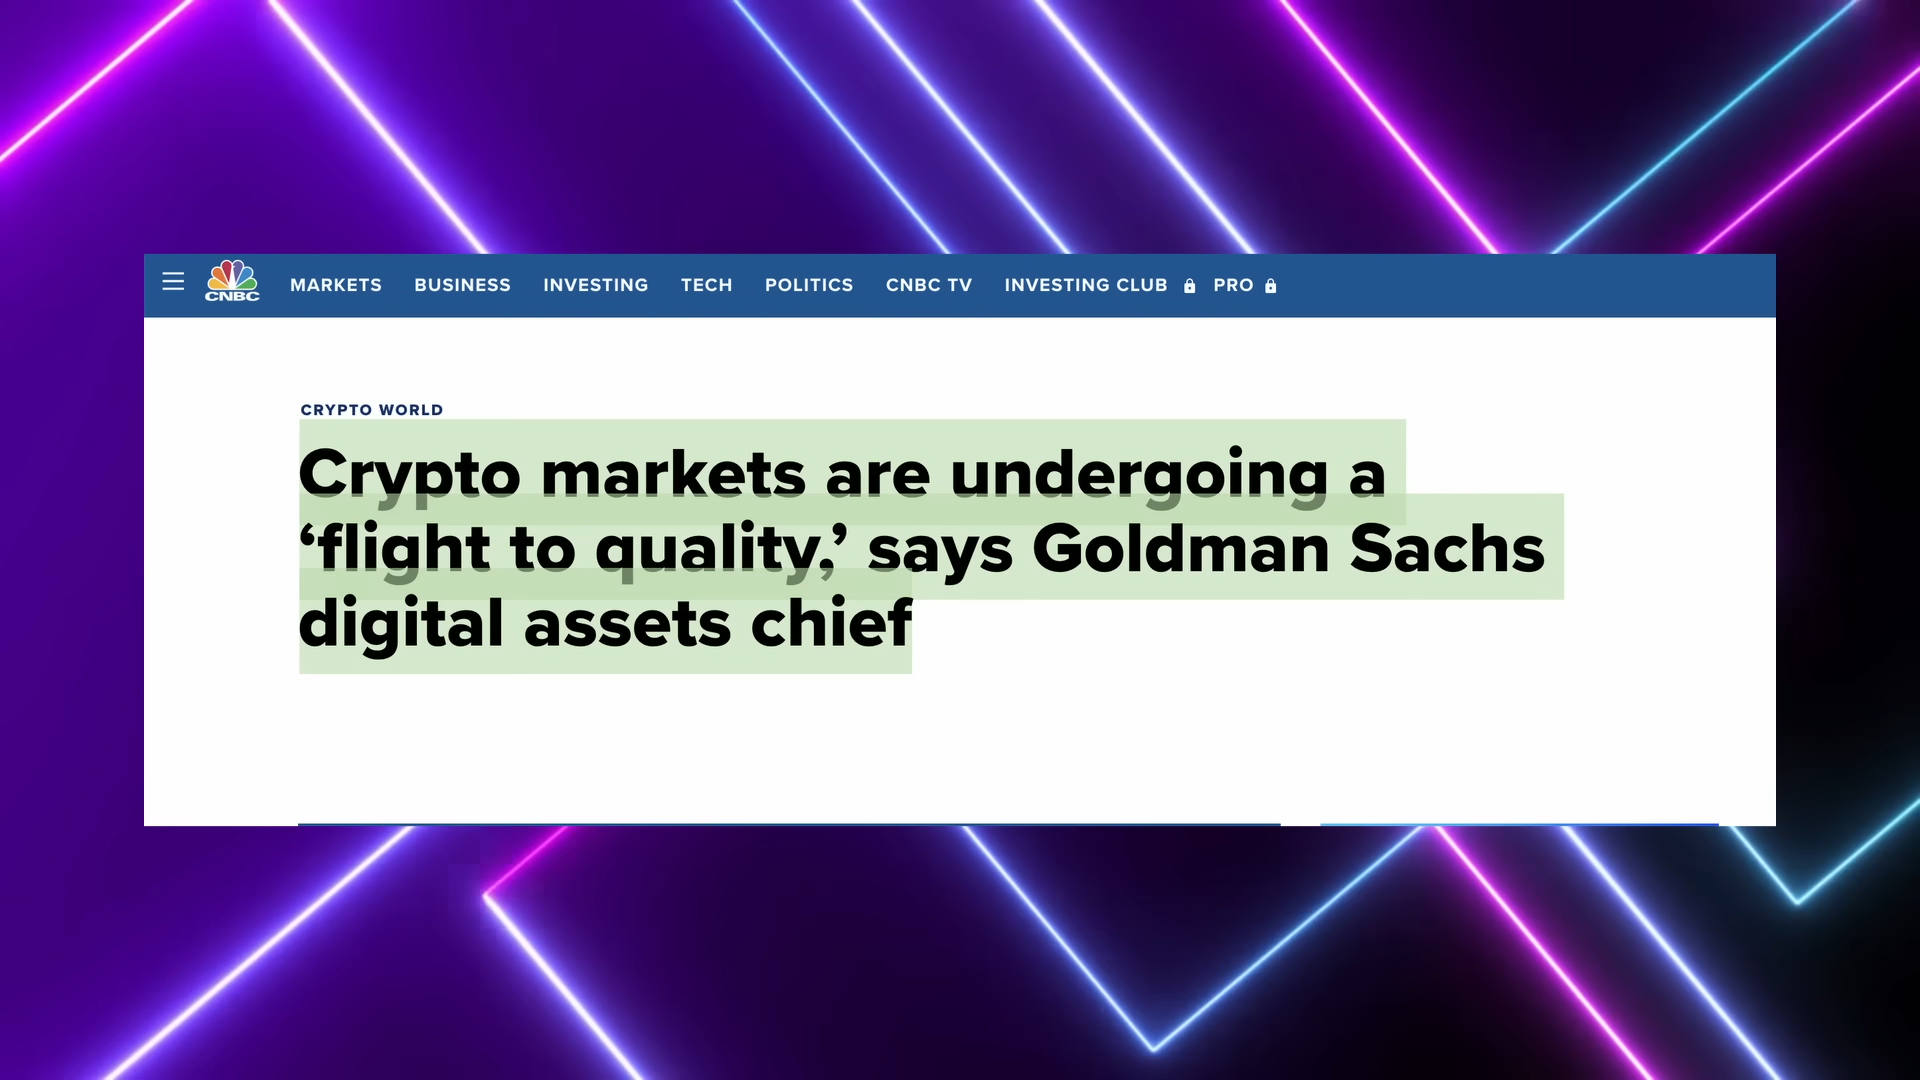 CNBC MARKETS BUSINESS INVESTING TECH POLITICS CNBC TV INVESTING CLUB PRO
CRYPTO WORLD
Crypto markets are undergoing a
‘flight to quality,’ says Goldman Sachs
digital assets chief